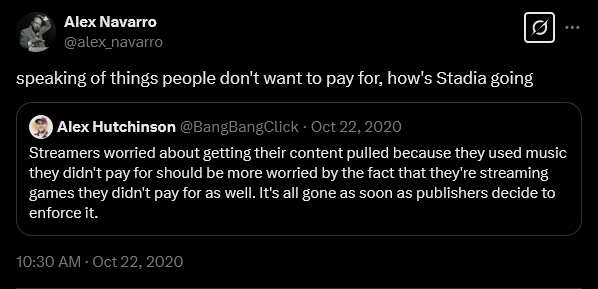 Alex Navarro
@alex_navarro
speaking of things people don't want to pay for, how's Stadia going
Alex Hutchinson @BangBangClick · Oct 22, 2020
Streamers worried about getting their content pulled because they used music
they didn't pay for should be more worried by the fact that they're streaming
games they didn't pay for as well. It's all gone as soon as publishers decide to
enforce it.
10:30 AM · Oct 22, 2020